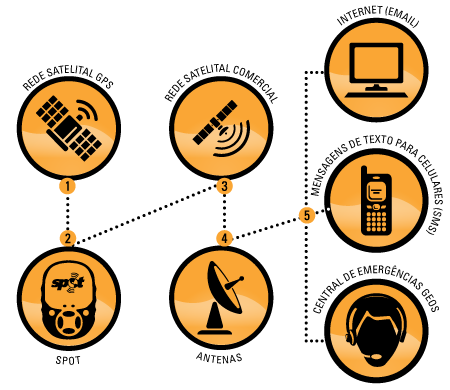 INTERNET (EMAIL)
REDE SATELITAL GPS
REDE SATELITAL COMERCIAL
MENSAGENS DE TEXTO PARA CELULARES (SMS)
1
3
2
4
5
spot
SPOT
ANTENAS
CENTRAL DE EMERGÊNCIAS GEOS